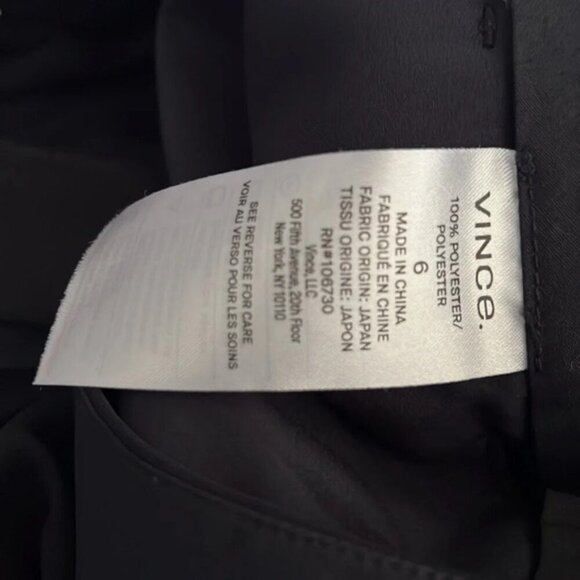 VINCE.
100% POLYESTER/
POLYESTER
6
MADE IN CHINA
FABRIQUÉ EN CHINE
FABRIC ORIGIN: JAPAN
TISSU ORIGINE: JAPON
RN#106730
Vince, LLC
500 Fifth Avenue, 20th Floor
New York, NY 10110
SEE REVERSE FOR CARE
VOIR AU VERSO POUR LES SOINS